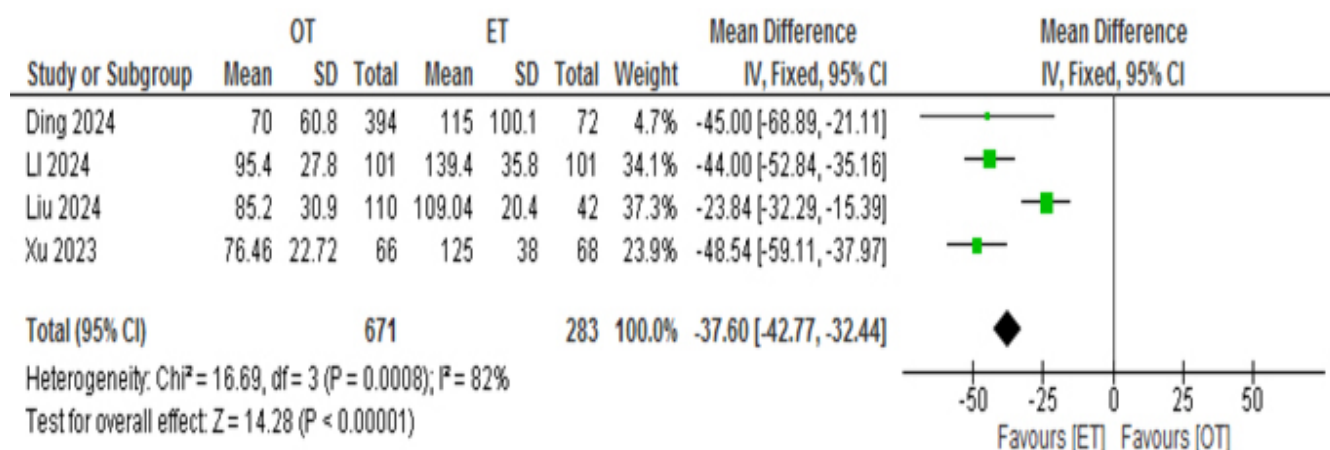 OT ET Mean Difference Mean Difference
Study or Subgroup Mean SD Total Mean SD Total Weight IV, Fixed, 95% CI IV, Fixed, 95% CI
Ding 2024 70 60.8 394 115 100.1 72 4.7% -45.00 [-68.89, -21.11]
LI 2024 95.4 27.8 101 139.4 35.8 101 34.1% -44.00 [-52.84, -35.16]
Liu 2024 85.2 30.9 110 109.04 20.4 42 37.3% -23.84 [-32.29, -15.39]
Xu 2023 76.46 22.72 66 125 38 68 23.9% -48.54 [-59.11, -37.97]
Total (95% CI) 671 283 100.0% -37.60 [-42.77, -32.44]
Heterogeneity: Chi² = 16.69, df = 3 (P = 0.0008); I² = 82%
Test for overall effect: Z = 14.28 (P < 0.00001)
-50 -25 0 25 50
Favours [ET] Favours [OT]